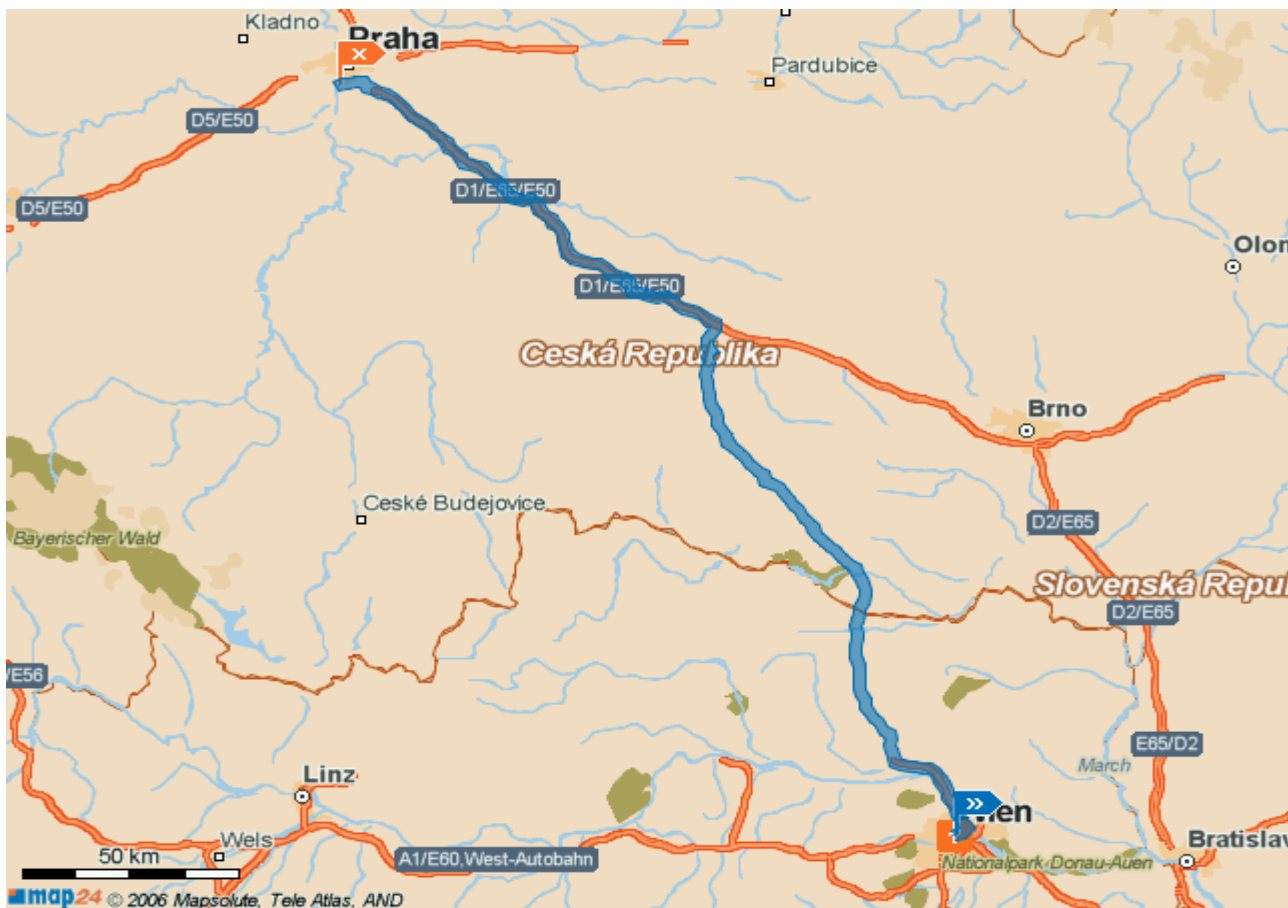 Kladno
Praha
Pardubice
D5/E50
D5/E50
D1/E65/E50
Olom
D1/E65/E50
Ceská Republika
Brno
Ceské Budejovice
D2/E65
Bayerischer Wald
Slovenská Repu
D2/E65
/E56
E65/D2
March
Linz
Wien
Wels
50 km
A1/E60,West-Autobahn
Nationalpark Donau-Auen
Bratislav
map24 © 2006 Mapsolute, Tele Atlas, AND